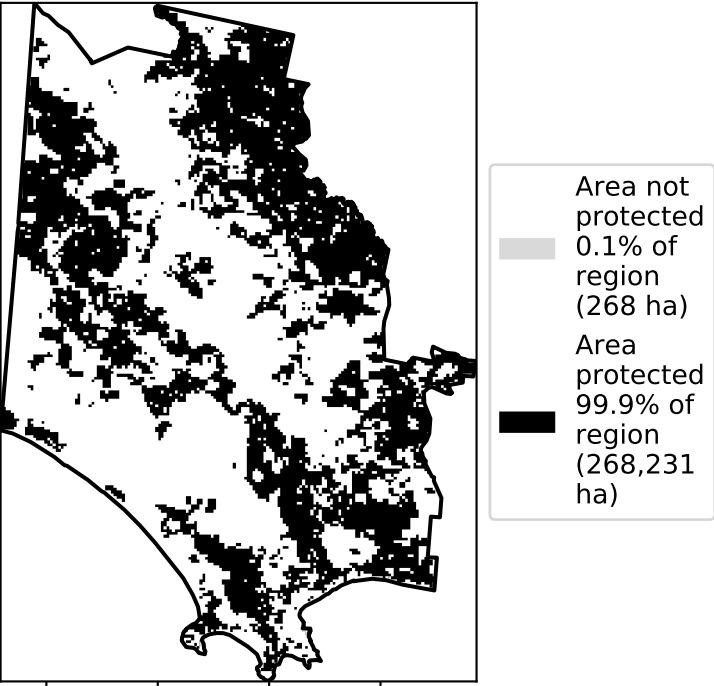 Area not
protected
0.1% of
region
(268 ha)
Area
protected
99.9% of
region
(268,231
ha)